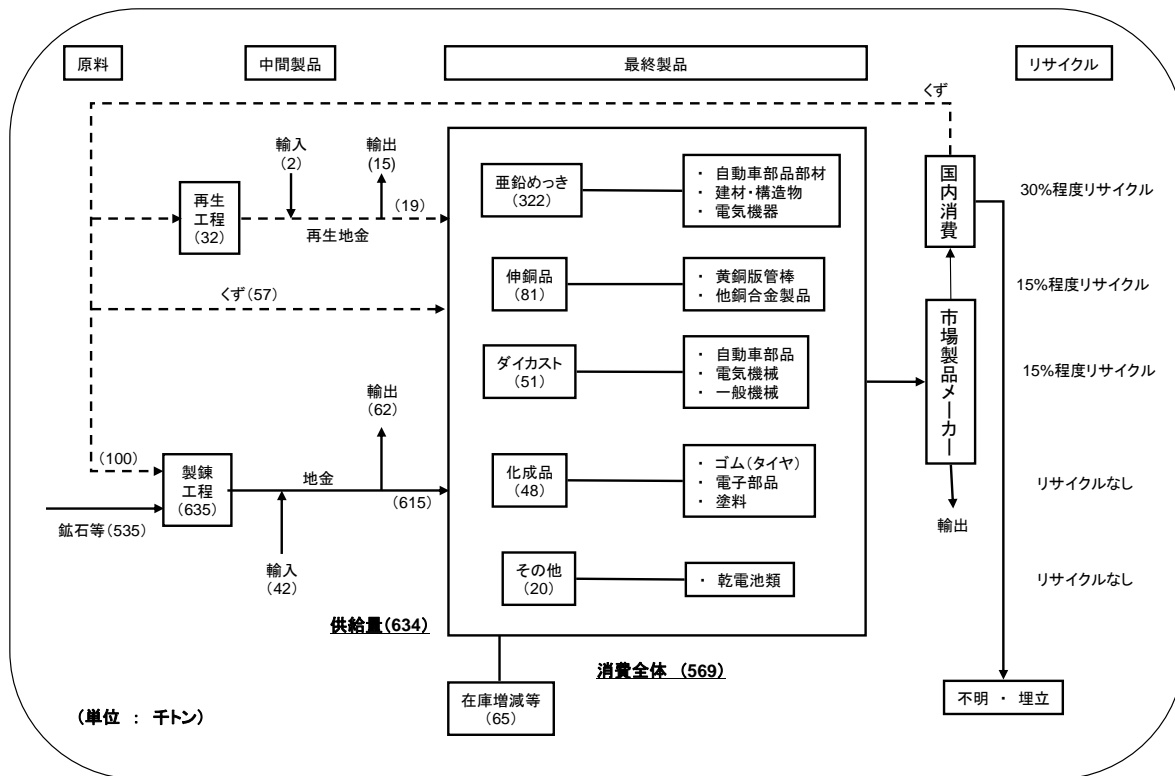 原料
中間製品
最終製品
リサイクル
くず
輸入
(2)
輸出
(15)
再生
工程
(32)
(19)
再生地金
くず(57)
輸出
(62)
(100)
製錬
工程
(635)
地金
(615)
鉱石等(535)
輸入
(42)
供給量(634)
亜鉛めっき
(322)
・ 自動車部品部材
・ 建材・構造物
・ 電気機器
伸銅品
(81)
・ 黄銅版管棒
・ 他銅合金製品
ダイカスト
(51)
・ 自動車部品
・ 電気機械
・ 一般機械
化成品
(48)
・ ゴム(タイヤ)
・ 電子部品
・ 塗料
その他
(20)
・ 乾電池類
消費全体 (569)
在庫増減等
(65)
国内消費
市場製品メーカー
輸出
30%程度リサイクル
15%程度リサイクル
15%程度リサイクル
リサイクルなし
リサイクルなし
不明 ・ 埋立
(単位 : 千トン)